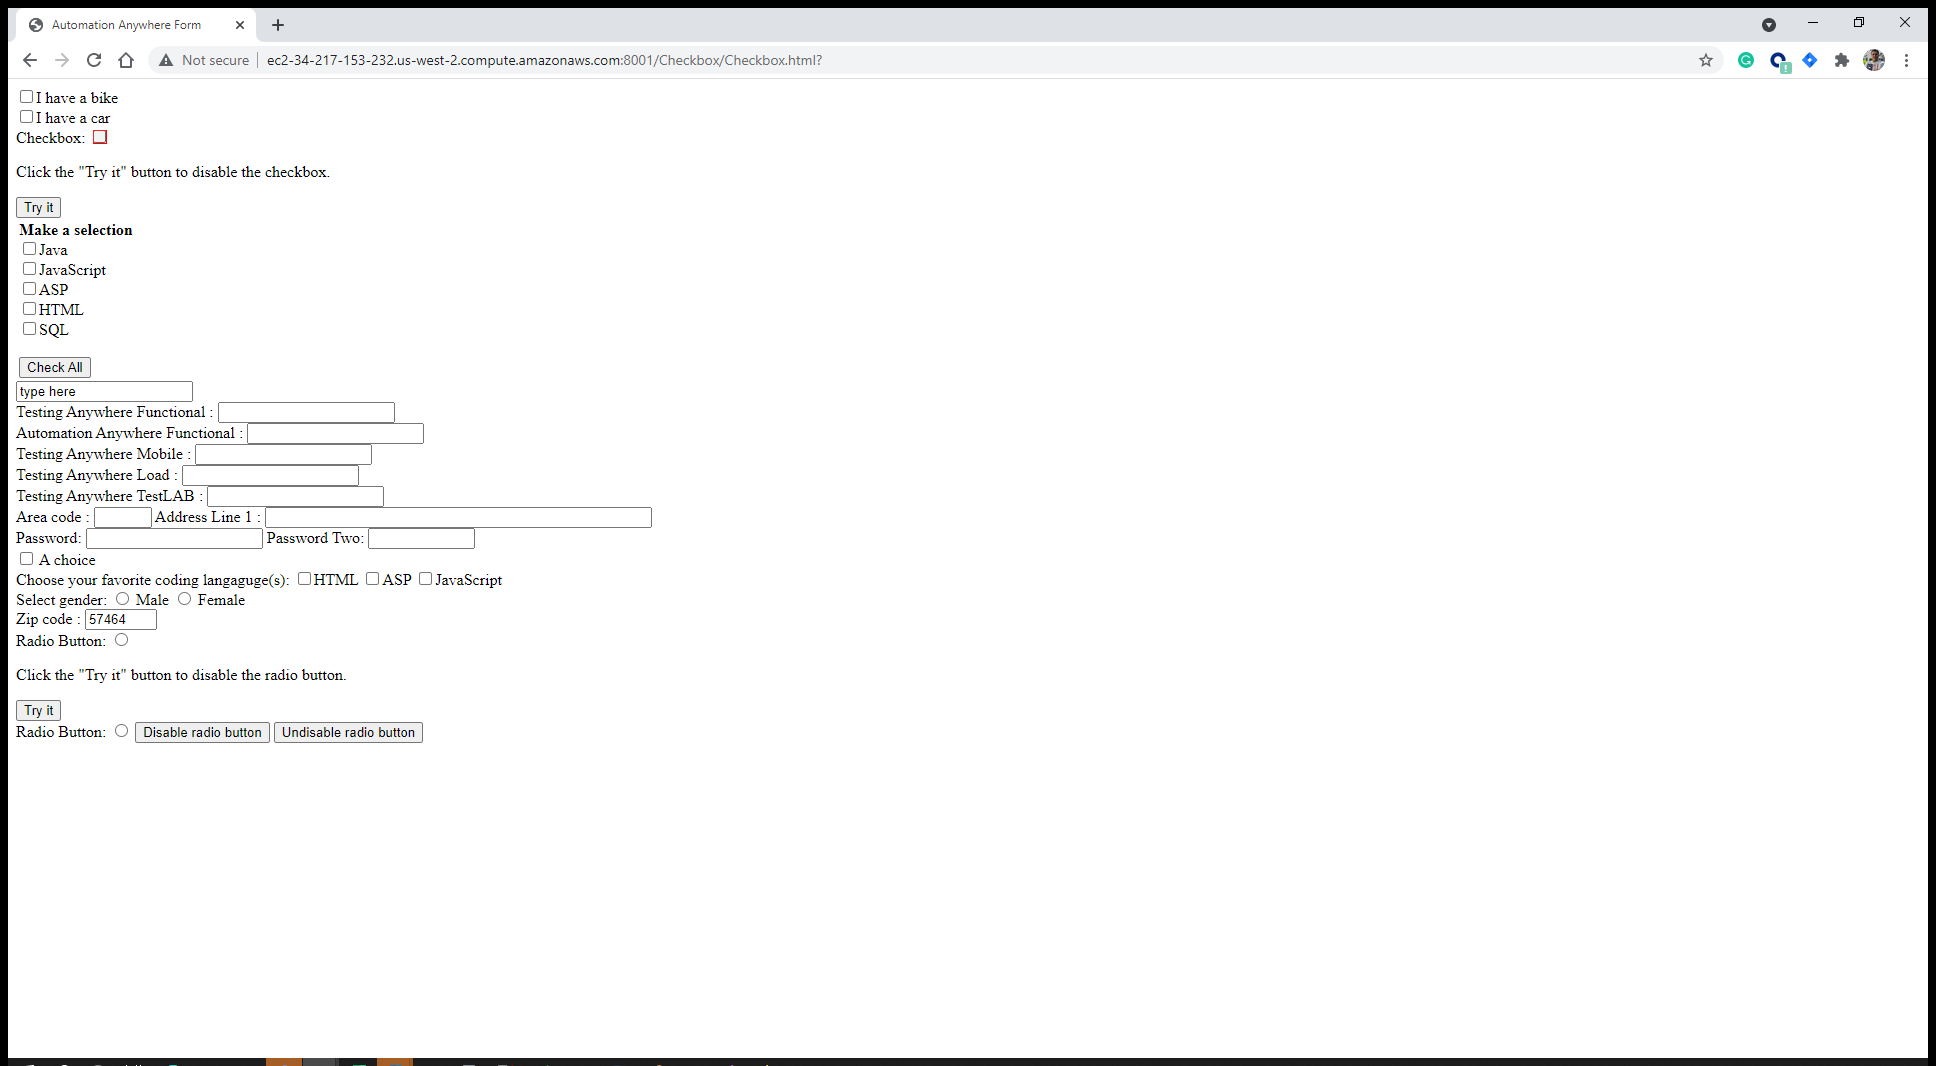 Automation Anywhere Form
Not secure ec2-34-217-153-232.us-west-2.compute.amazonaws.com:8001/Checkbox/Checkbox.html?
I have a bike
I have a car
Checkbox:
Click the "Try it" button to disable the checkbox.
Try it
Make a selection
Java
JavaScript
ASP
HTML
SQL
Check All
type here
Testing Anywhere Functional :
Automation Anywhere Functional :
Testing Anywhere Mobile :
Testing Anywhere Load :
Testing Anywhere TestLAB :
Area code : Address Line 1 :
Password: Password Two:
A choice
Choose your favorite coding langaguge(s): HTML ASP JavaScript
Select gender: Male Female
Zip code : 57464
Radio Button:
Click the "Try it" button to disable the radio button.
Try it
Radio Button: Disable radio button Undisable radio button